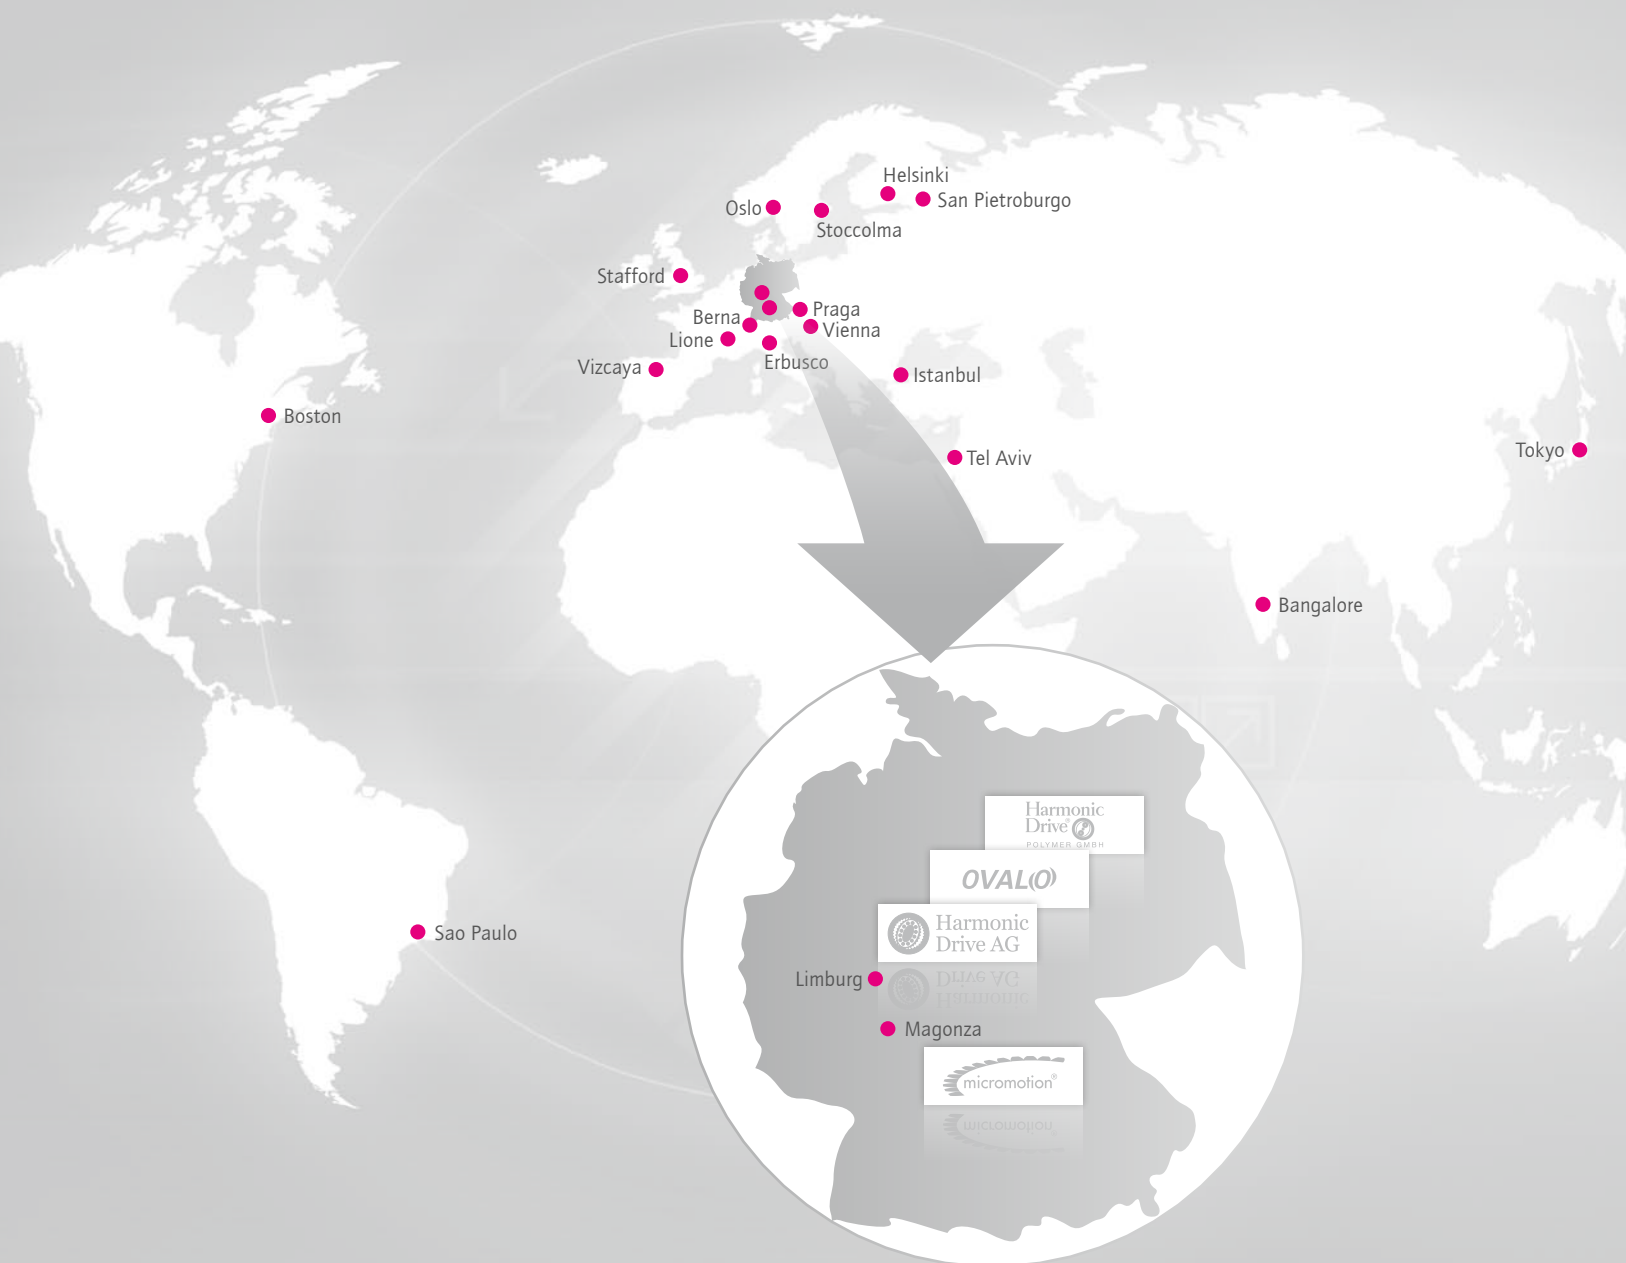 Helsinki
San Pietroburgo
Oslo
Stoccolma
Stafford
Praga
Berna
Vienna
Lione
Erbusco
Vizcaya
Istanbul
Boston
Tokyo
Tel Aviv
Bangalore
Harmonic
Drive®
POLYMER GMBH
OVALO
Harmonic
Drive AG
Sao Paulo
Limburg
Magonza
micromotion®